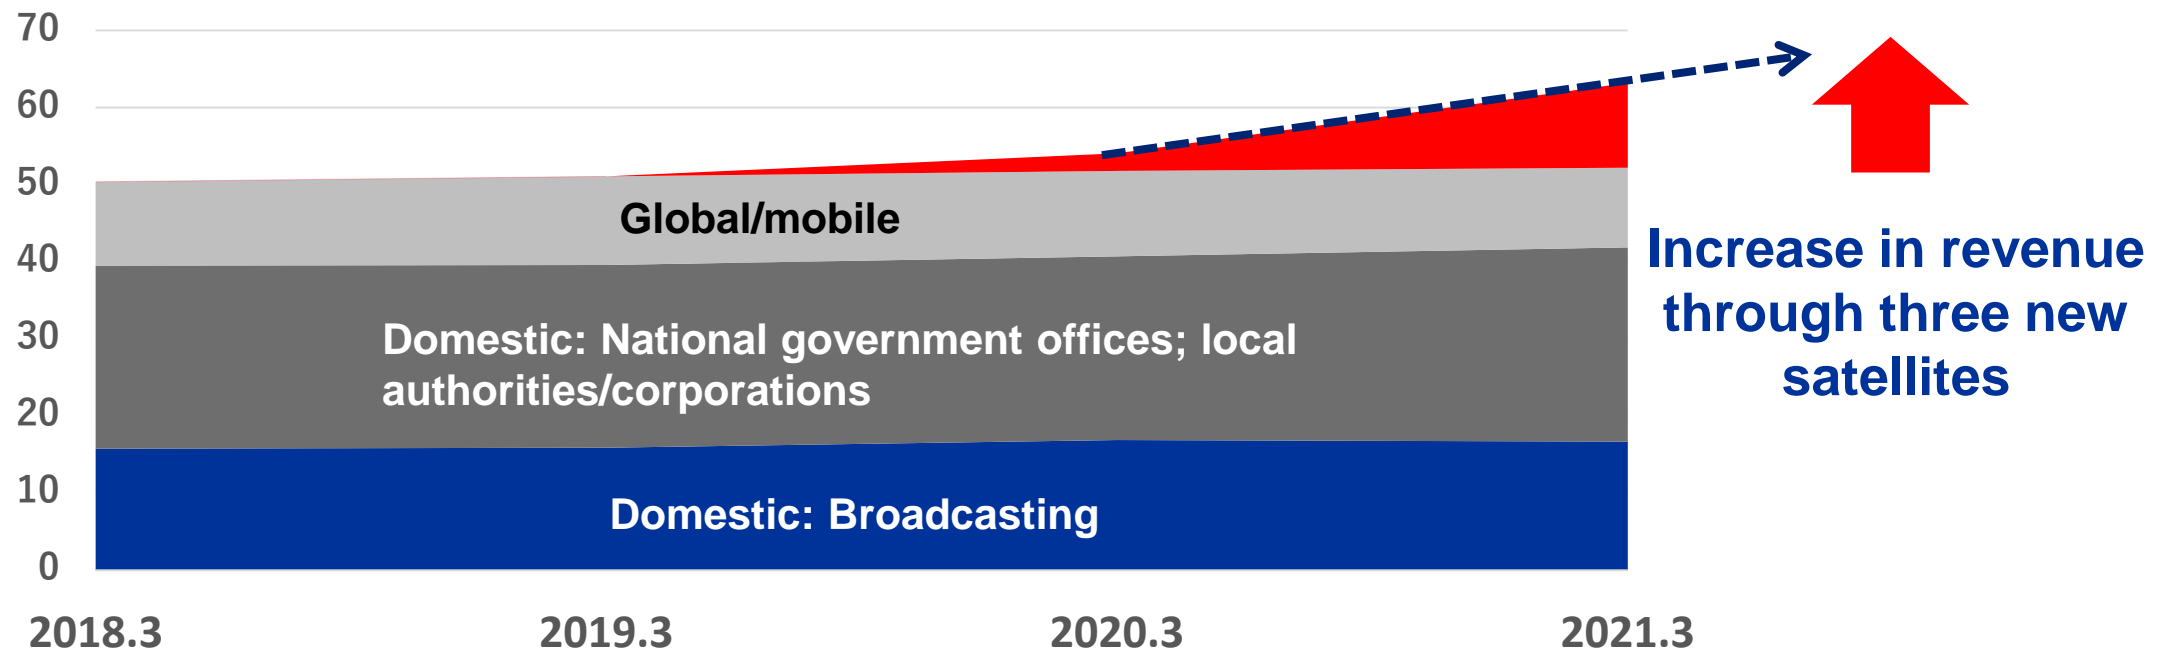 70
60
50
40
30
20
10
0
Global/mobile
Domestic: National government offices; local
authorities/corporations
Domestic: Broadcasting
Increase in revenue
through three new
satellites
2018.3
2019.3
2020.3
2021.3